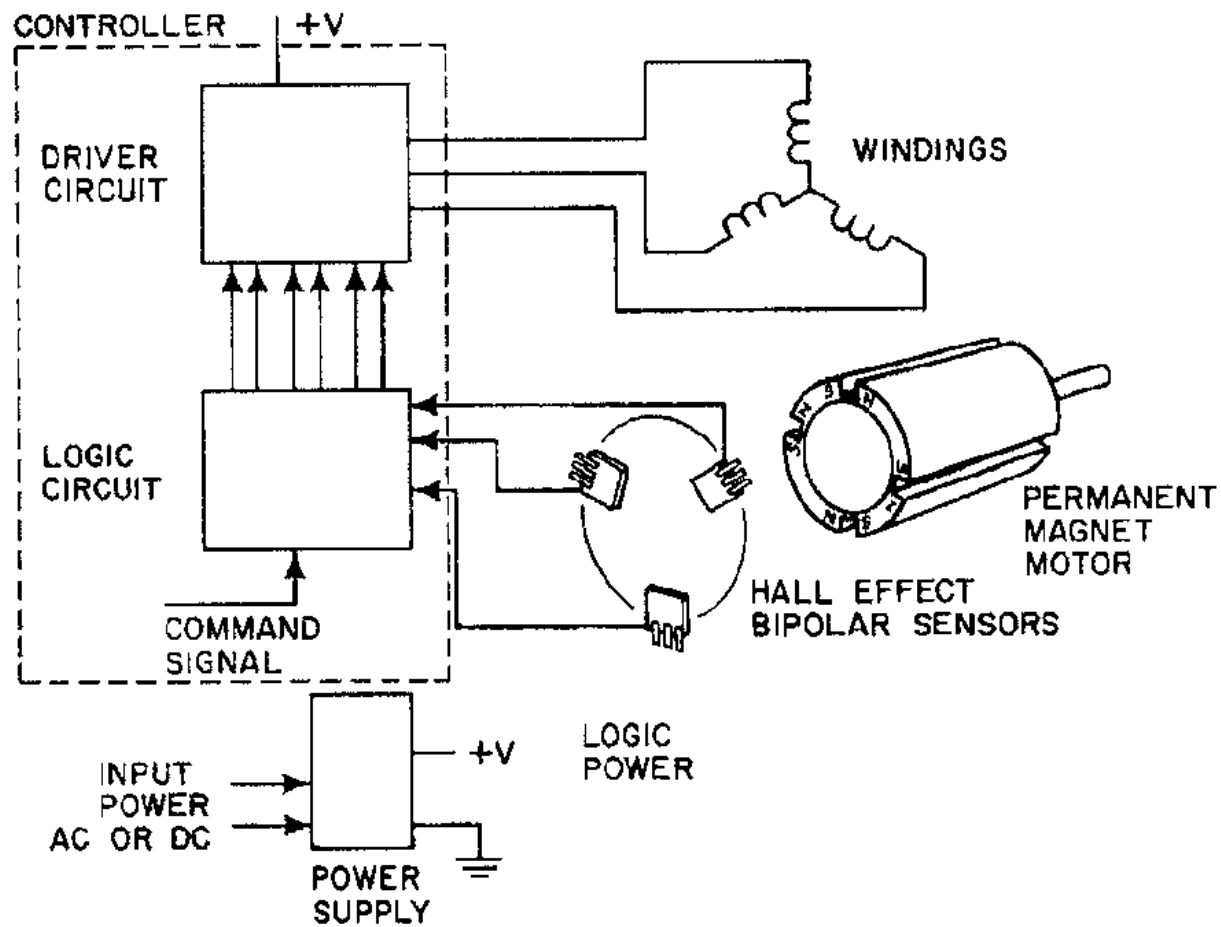 CONTROLLER
+V
DRIVER
CIRCUIT
WINDINGS
LOGIC
CIRCUIT
PERMANENT
MAGNET
MOTOR
HALL EFFECT
BIPOLAR SENSORS
COMMAND
SIGNAL
+V
LOGIC
POWER
INPUT
POWER
AC OR DC
POWER
SUPPLY